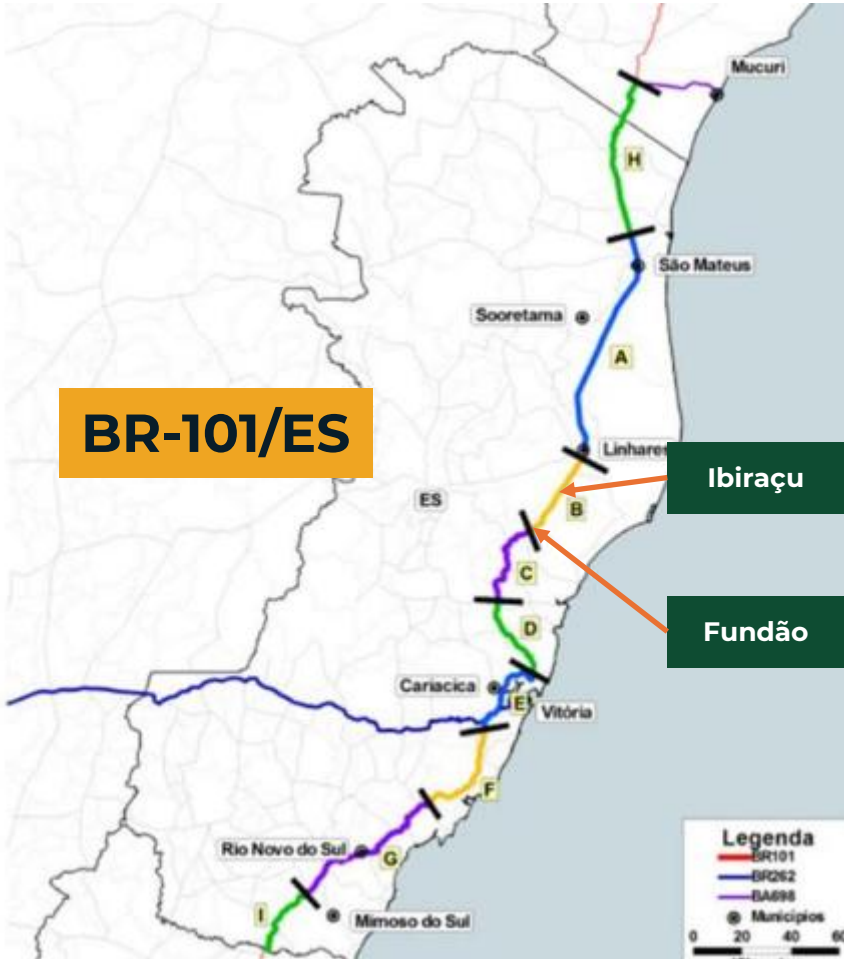 Mucuri
H
São Mateus
Sooretama
A
BR-101/ES
Linhares
Ibiraçu
ES
B
C
Fundão
D
Cariacica
E
Vitória
F
Rio Novo do Sul
G
I
Mimoso do Sul
Legenda
BR101
BR262
BA698
Municípios
0 20 40 60